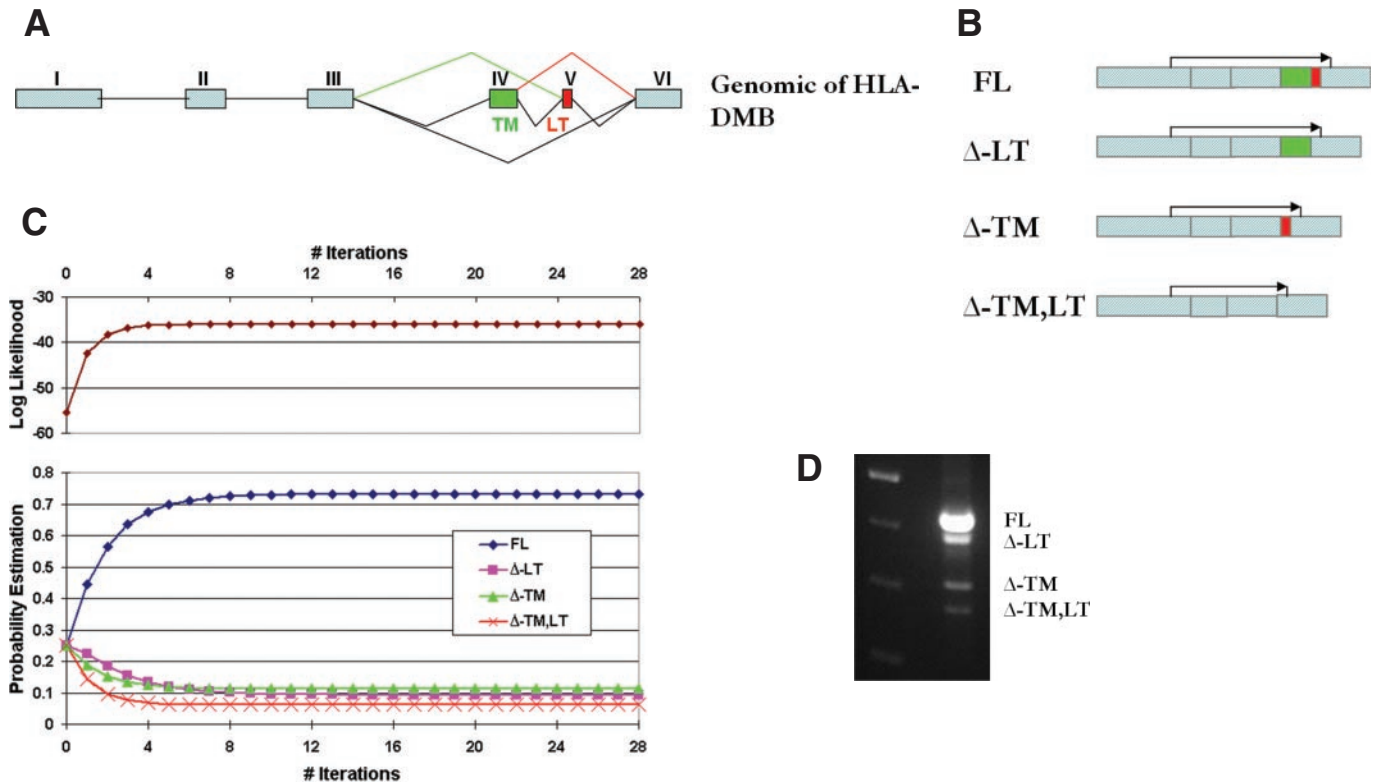 A
I II III IV V VI
TM LT
Genomic of HLA-
DMB
B
FL
Δ-LT
Δ-TM
Δ-TM,LT
C
# Iterations
0 4 8 12 16 20 24 28
-30
-40
-50
-60
Log Likelihood
0.8
0.7
0.6
0.5
0.4
0.3
0.2
0.1
0
Probability Estimation
FL
Δ-LT
Δ-TM
Δ-TM,LT
0 4 8 12 16 20 24 28
# Iterations
D
FL
Δ-LT
Δ-TM
Δ-TM,LT